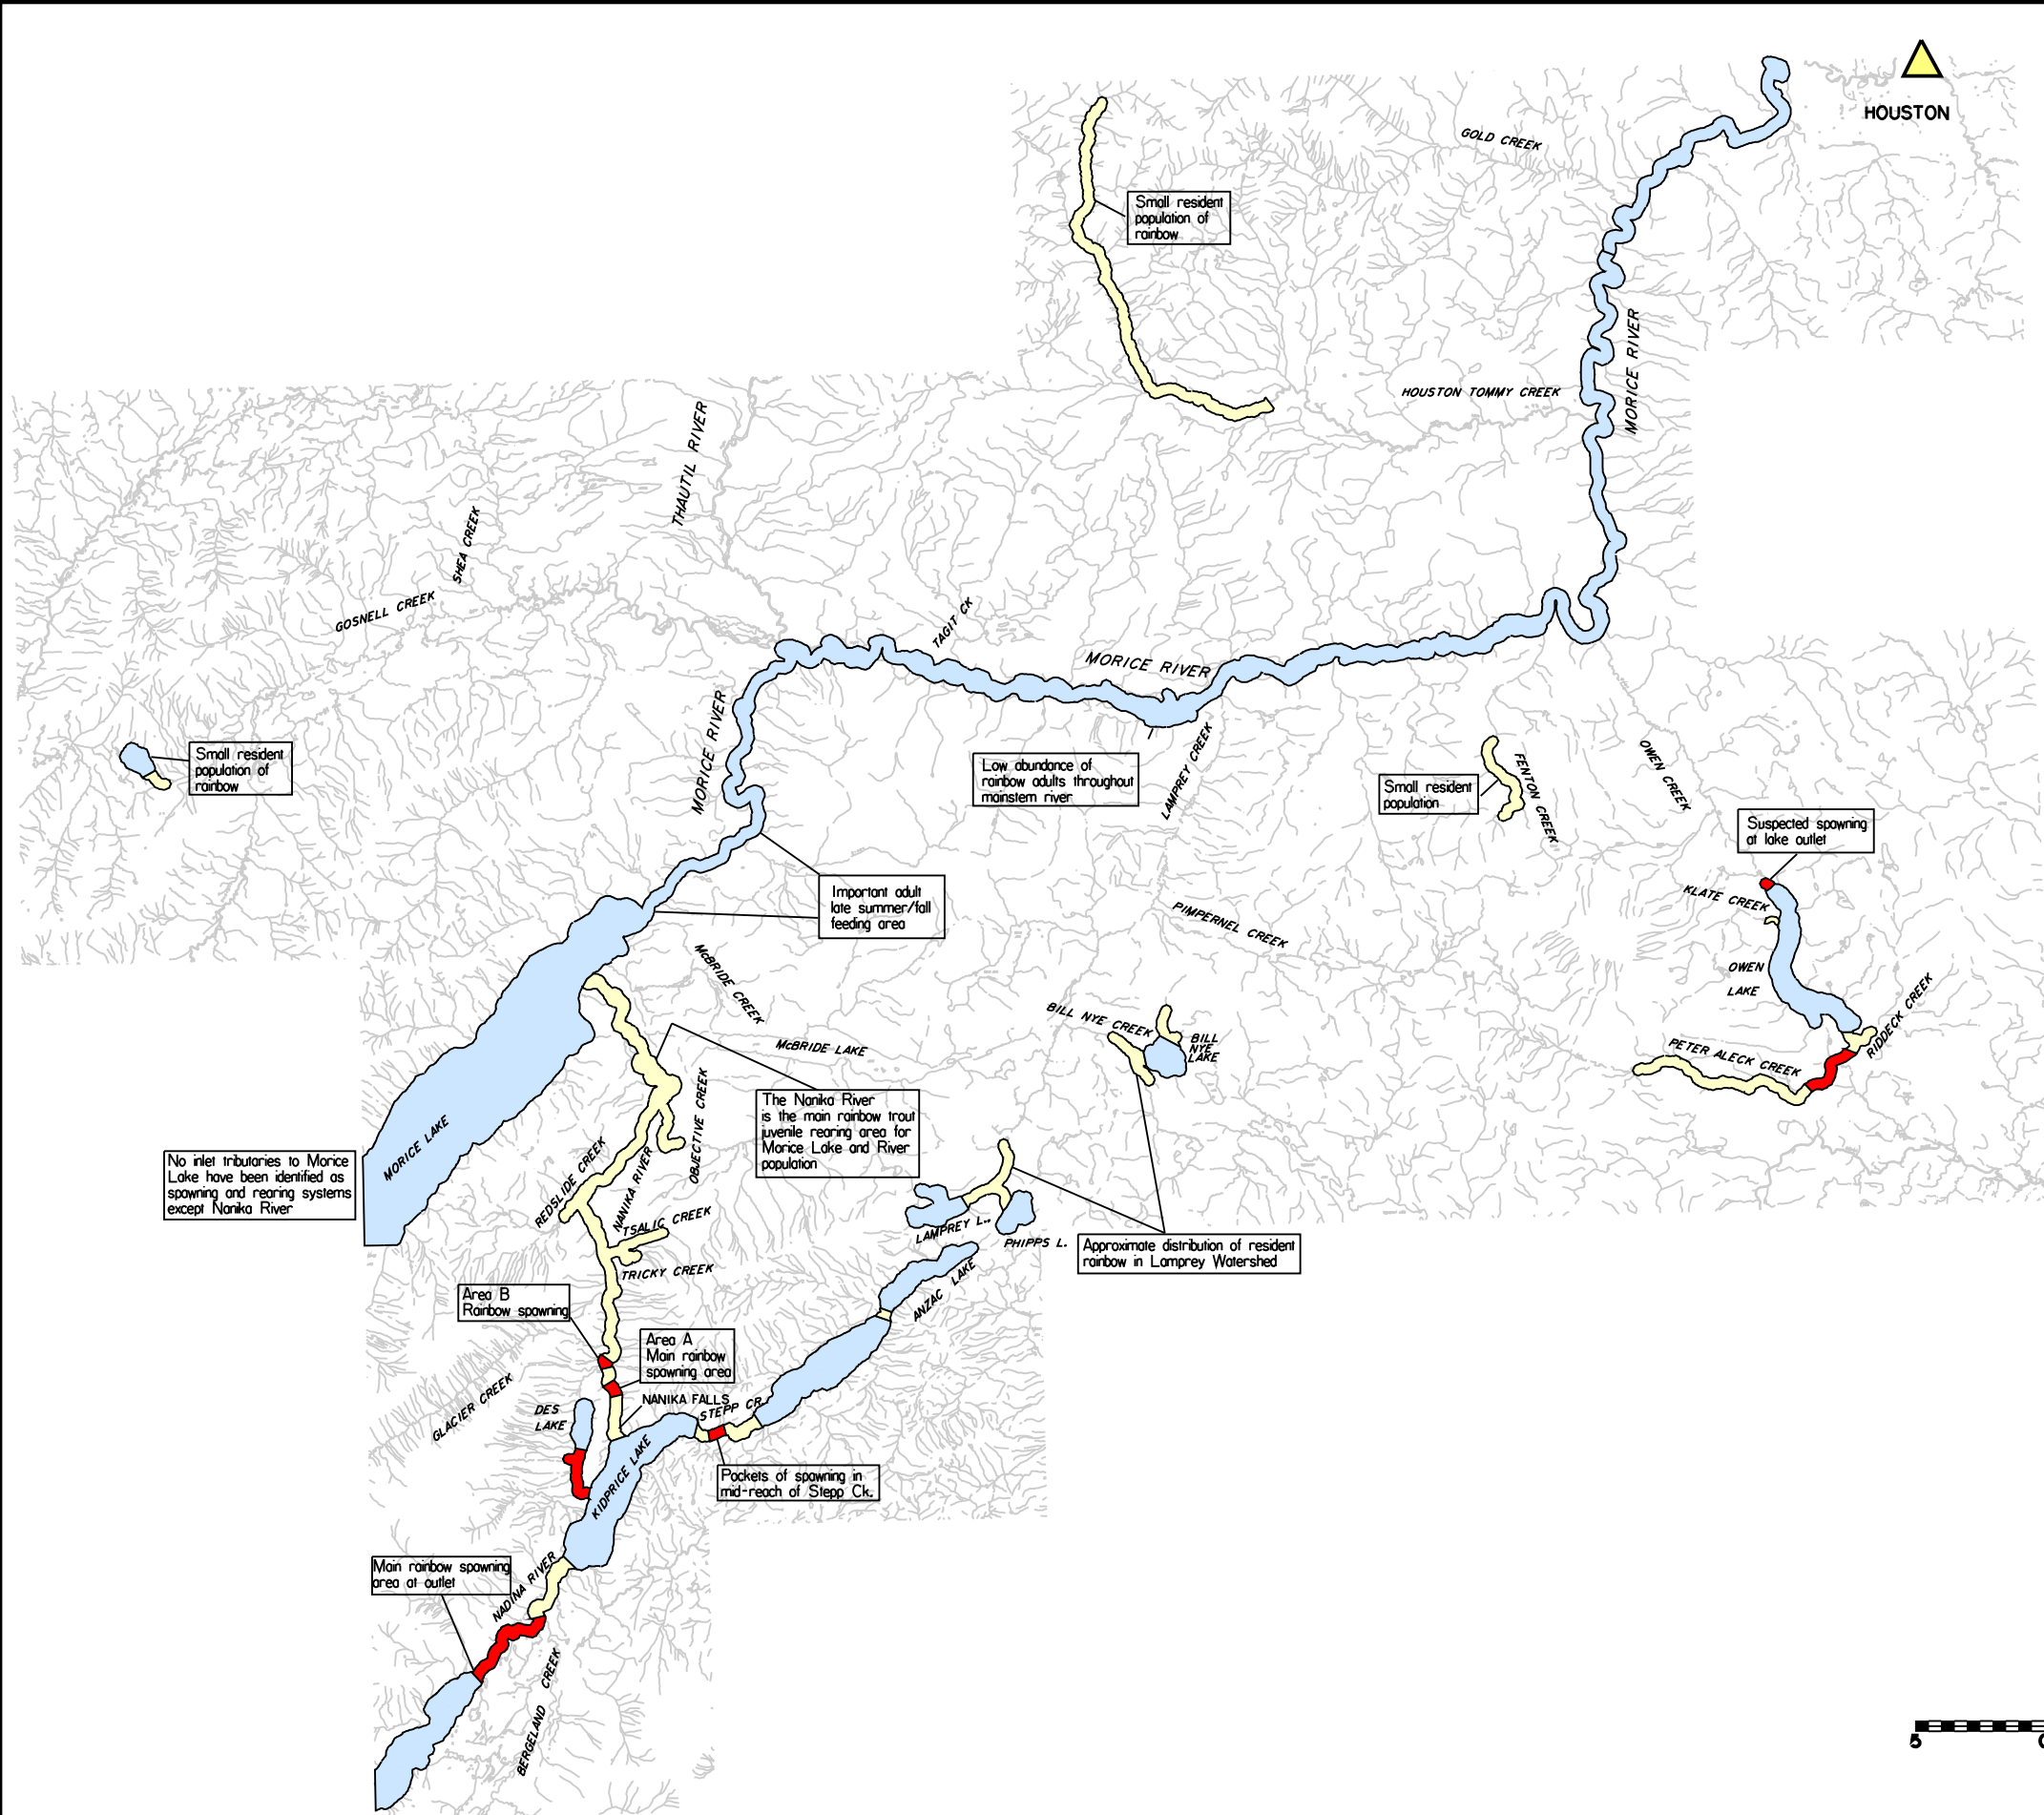 HOUSTON
GOLD CREEK
Small resident
population of
rainbow
MORICE RIVER
HOUSTON TOMMY CREEK
THAUTIL RIVER
SHEA CREEK
GOSNELL CREEK
TAGIT CK
MORICE RIVER
MORICE RIVER
Small resident
population of
rainbow
Low abundance of
rainbow adults throughout
mainstem river
LAMPREY CREEK
Small resident
population
FENTON CREEK
OWEN CREEK
Suspected spawning
at lake outlet
KLATE CREEK
Important adult
late summer/fall
feeding area
PIMPERNEL CREEK
McBRIDE CREEK
OWEN
LAKE
RIDDECK CREEK
BILL NYE CREEK
BILL
NYE
LAKE
McBRIDE LAKE
PETER ALECK CREEK
OBJECTIVE CREEK
The Nanika River
is the main rainbow trout
juvenile rearing area for
Morice Lake and River
population
MORICE LAKE
No inlet tributaries to Morice
Lake have been identified as
spawning and rearing systems
except Nanika River
REDSLIDE CREEK
NANIKA RIVER
TSALIC CREEK
LAMPREY L..
PHIPPS L.
Approximate distribution of resident
rainbow in Lamprey Watershed
TRICKY CREEK
ANZAC LAKE
Area B
Rainbow spawning
Area A
Main rainbow
spawning area
NANIKA FALLS
STEPP CR.
GLACIER CREEK
DES
LAKE
KIDPRICE LAKE
Pockets of spawning in
mid-reach of Stepp Ck.
Main rainbow spawning
area at outlet
NADINA RIVER
BERGELAND CREEK
5